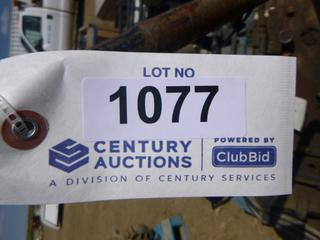 LOT NO
1077
CENTURY
AUCTIONS
POWERED BY
ClubBid
A DIVISION OF CENTURY SERVICES